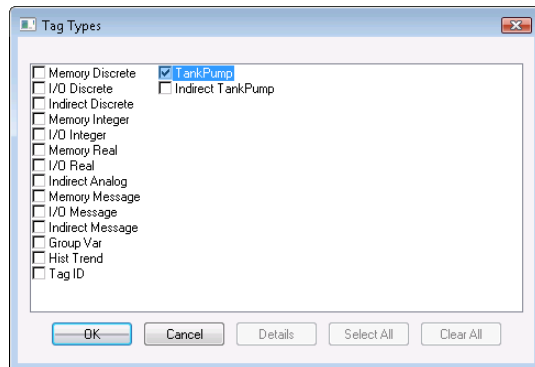 Tag Types
Memory Discrete
I/O Discrete
Indirect Discrete
Memory Integer
I/O Integer
Memory Real
I/O Real
Indirect Analog
Memory Message
I/O Message
Indirect Message
Group Var
Hist Trend
Tag ID
TankPump
Indirect TankPump
OK Cancel Details Select All Clear All